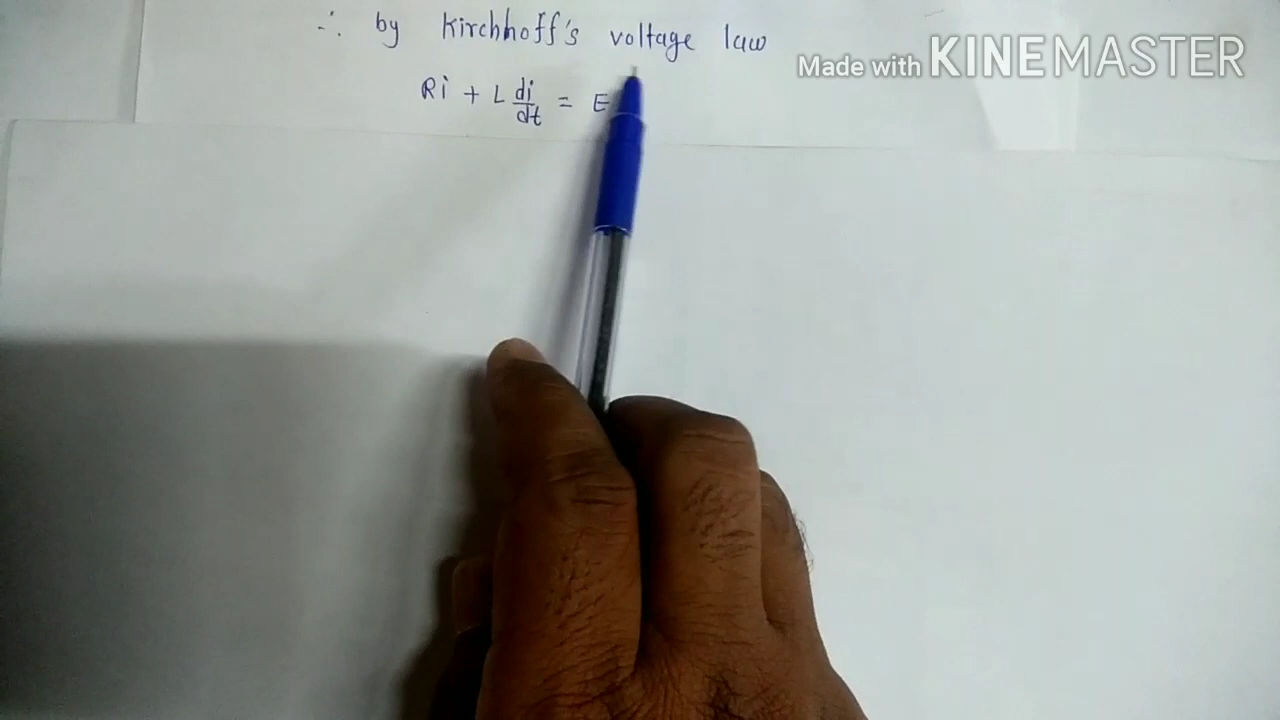 ∴ by Kirchhoff's voltage law
Ri + L di/dt = E
Made with KINEMASTER